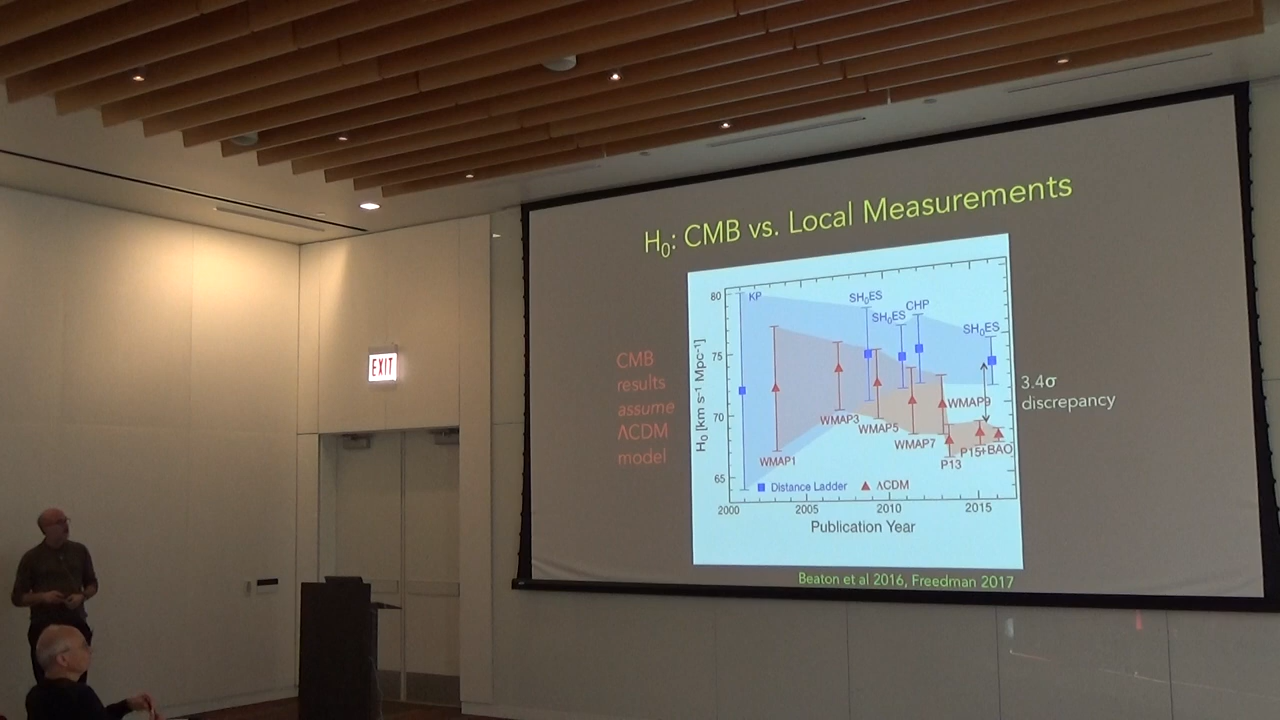 H₀: CMB vs. Local Measurements
EXIT
CMB
results
assume
ΛCDM
model
H₀ [km s⁻¹ Mpc⁻¹]
80
75
70
65
KP
SH₀ES
SH₀ES
CHP
SH₀ES
WMAP1
WMAP3
WMAP5
WMAP7
WMAP9
P13
P15+BAO
Distance Ladder
ΛCDM
2000
2005
2010
2015
Publication Year
3.4σ
discrepancy
Beaton et al 2016, Freedman 2017